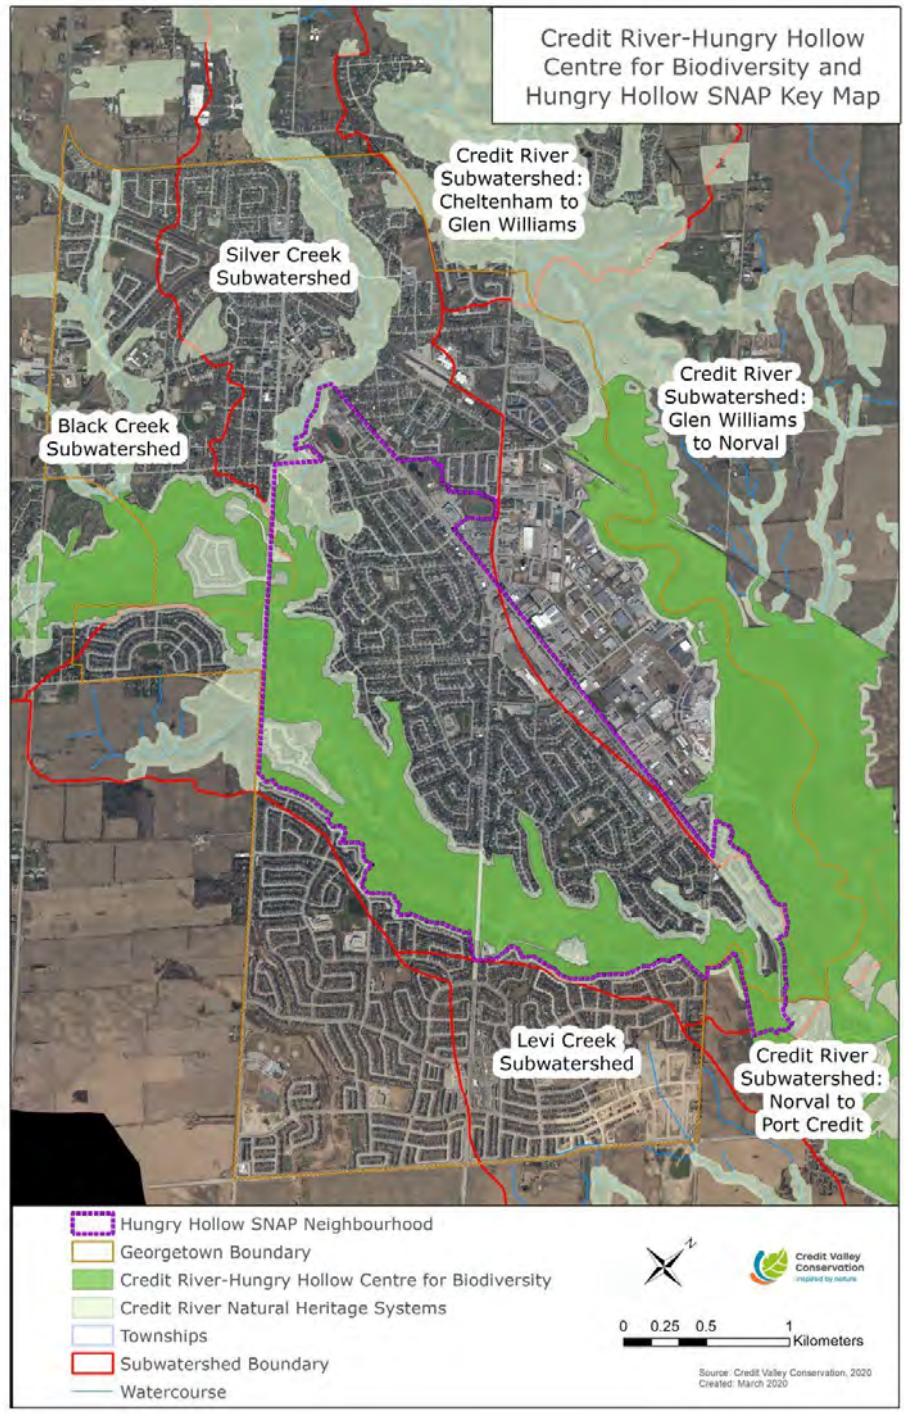 Credit River-Hungry Hollow
Centre for Biodiversity and
Hungry Hollow SNAP Key Map
Credit River
Subwatershed:
Cheltenham to
Glen Williams
Silver Creek
Subwatershed
Credit River
Subwatershed:
Glen Williams
to Norval
Black Creek
Subwatershed
Levi Creek
Subwatershed
Credit River
Subwatershed:
Norval to
Port Credit
Hungry Hollow SNAP Neighbourhood
Georgetown Boundary
Credit River-Hungry Hollow Centre for Biodiversity
Credit River Natural Heritage Systems
Townships
Subwatershed Boundary
Watercourse
N
Credit Valley
Conservation
inspired by nature
0 0.25 0.5 1
Kilometers
Source: Credit Valley Conservation, 2020
Created: March 2020